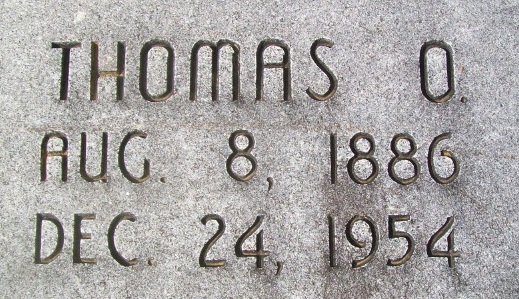 THOMAS O.
AUG. 8, 1886
DEC. 24, 1954